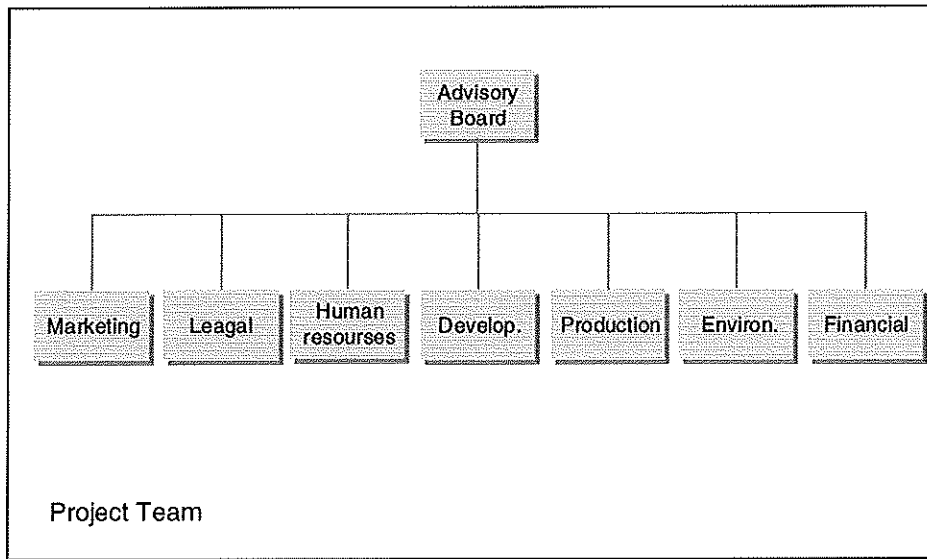 Advisory
Board
Marketing
Leagal
Human
resourses
Develop.
Production
Environ.
Financial
Project Team